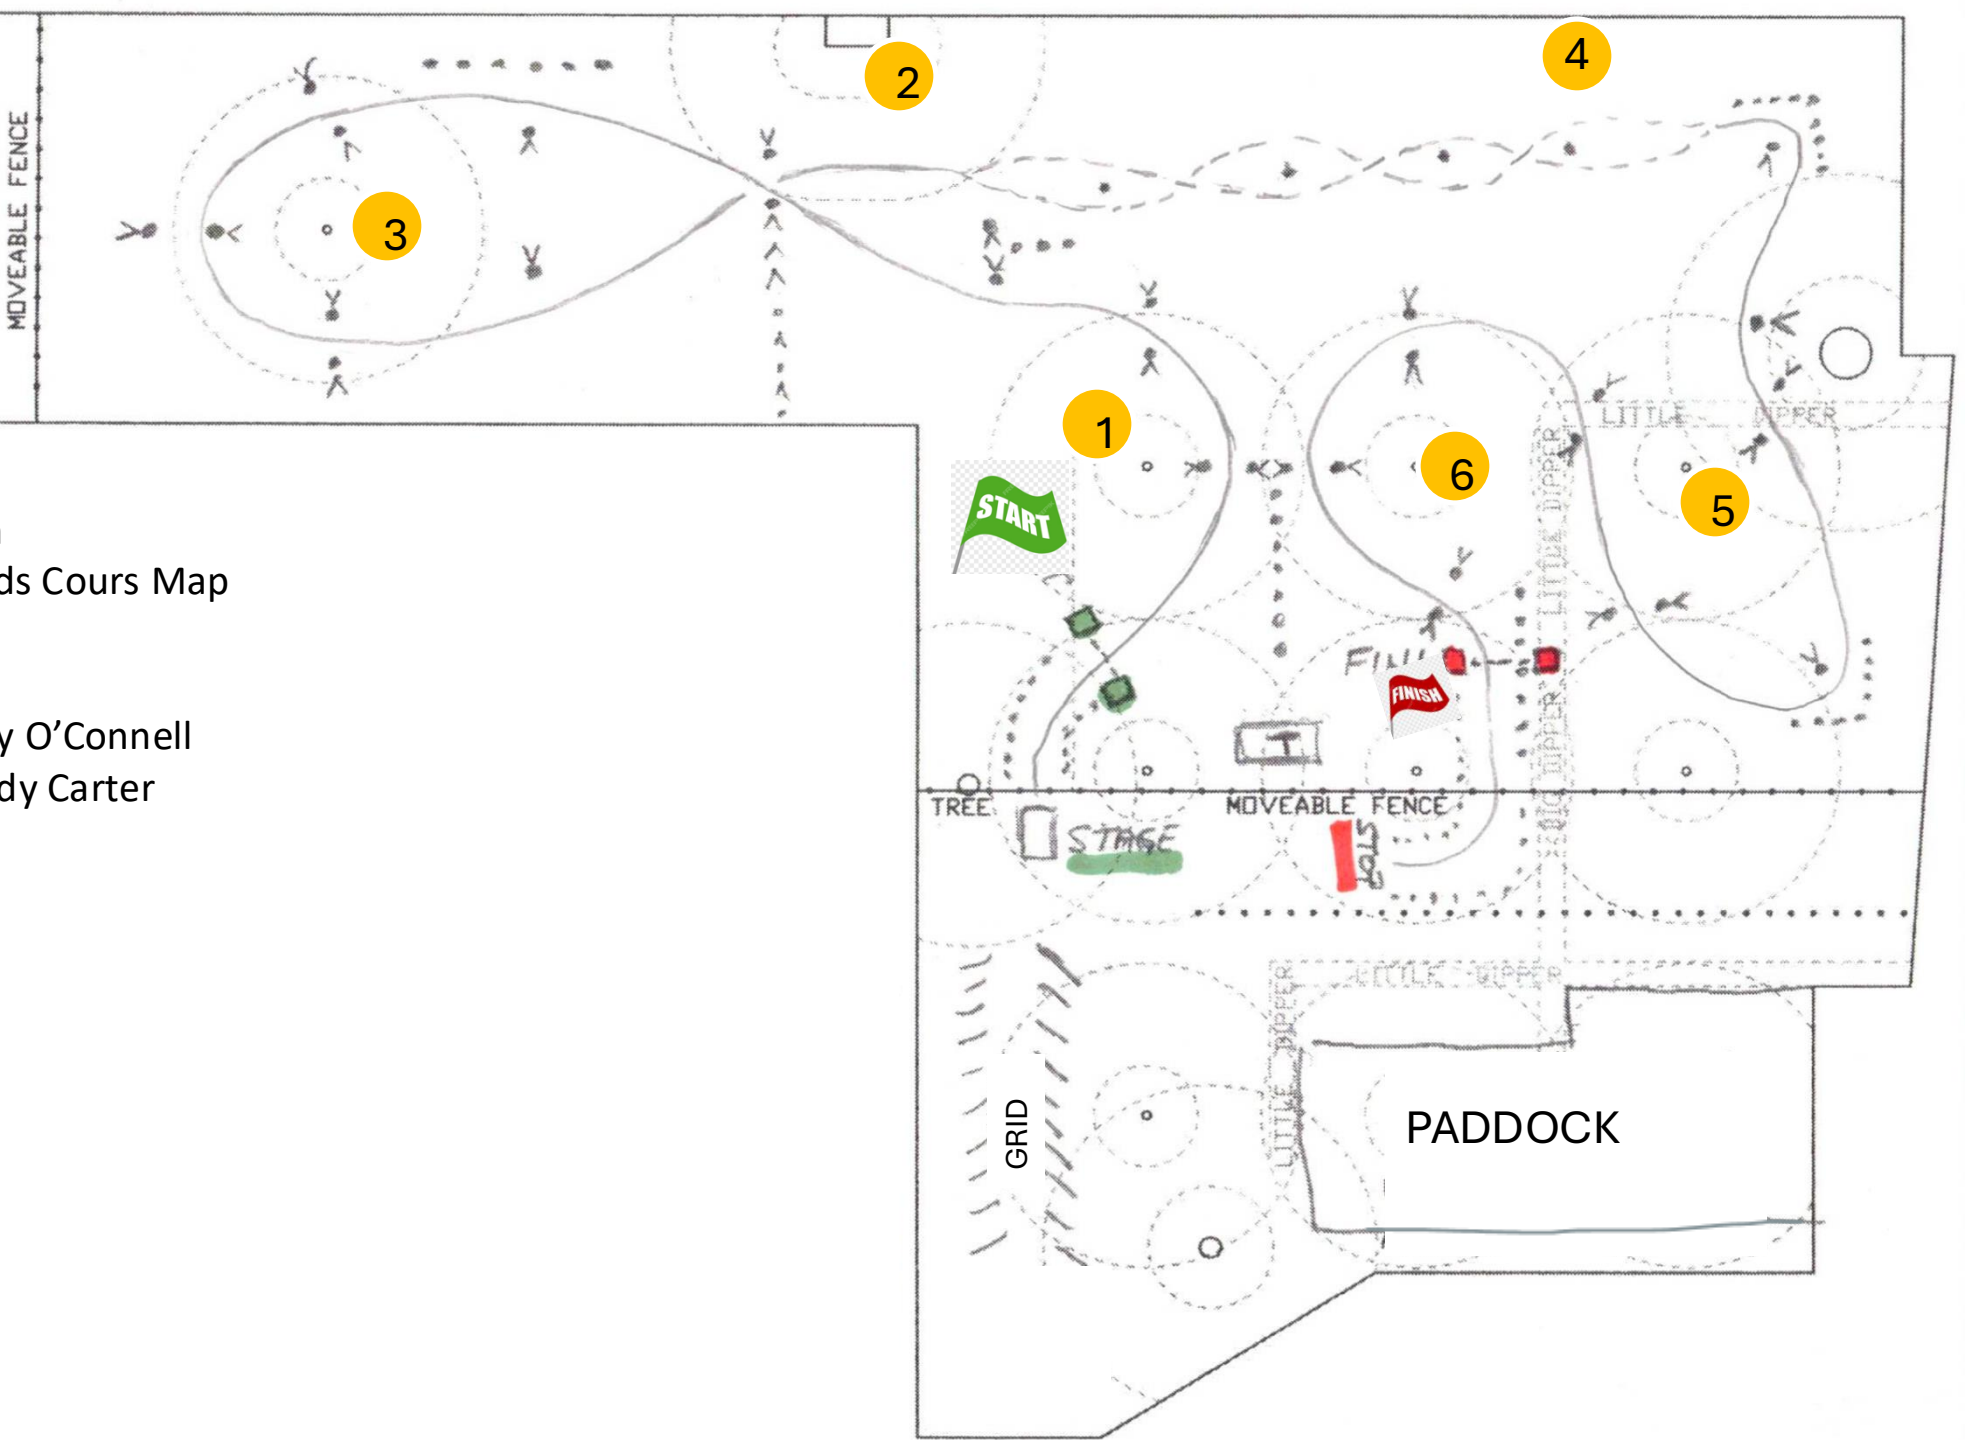 2
4
MOVEABLE FENCE
3
1
LITTLE DIPPER
6
5
START
LITTLE DIPPER
ds Cours Map
FINISH
y O’Connell
dy Carter
T
DIPPER
TREE
MOVEABLE FENCE
STAGE
STOP
LITTLE DIPPER
LITTLE DIPPER
GRID
PADDOCK